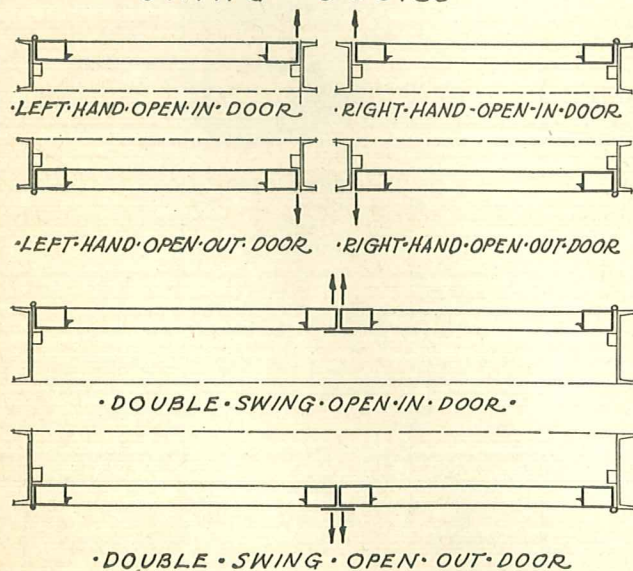 ·LEFT·HAND·OPEN·IN·DOOR
·RIGHT·HAND-OPEN-IN·DOOR
·LEFT·HAND·OPEN·OUT·DOOR
·RIGHT·HAND·OPEN·OUT·DOOR
·DOUBLE·SWING·OPEN·IN·DOOR·
·DOUBLE·SWING·OPEN·OUT·DOOR